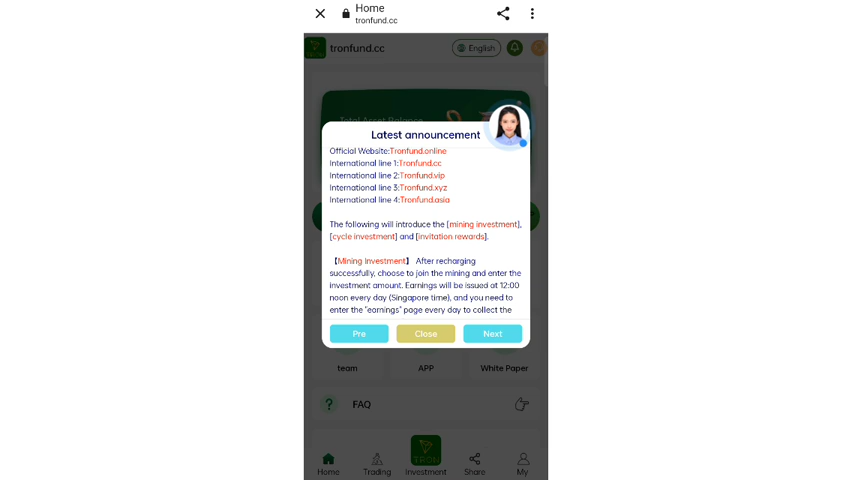 Home
tronfund.cc
tronfund.cc
English
Total Asset Balance
Latest announcement
Official Website:Tronfund.online
International line 1:Tronfund.cc
International line 2:Tronfund.vip
International line 3:Tronfund.xyz
International line 4:Tronfund.asia
The following will introduce the [mining investment],
[cycle investment] and [invitation rewards].
【Mining Investment】 After recharging
successfully, choose to join the mining and enter the
investment amount. Earnings will be issued at 12:00
noon every day (Singapore time), and you need to
enter the "earnings" page every day to collect the
Pre
Close
Next
team
APP
White Paper
?
FAQ
TRON
Home
Trading
Investment
Share
My